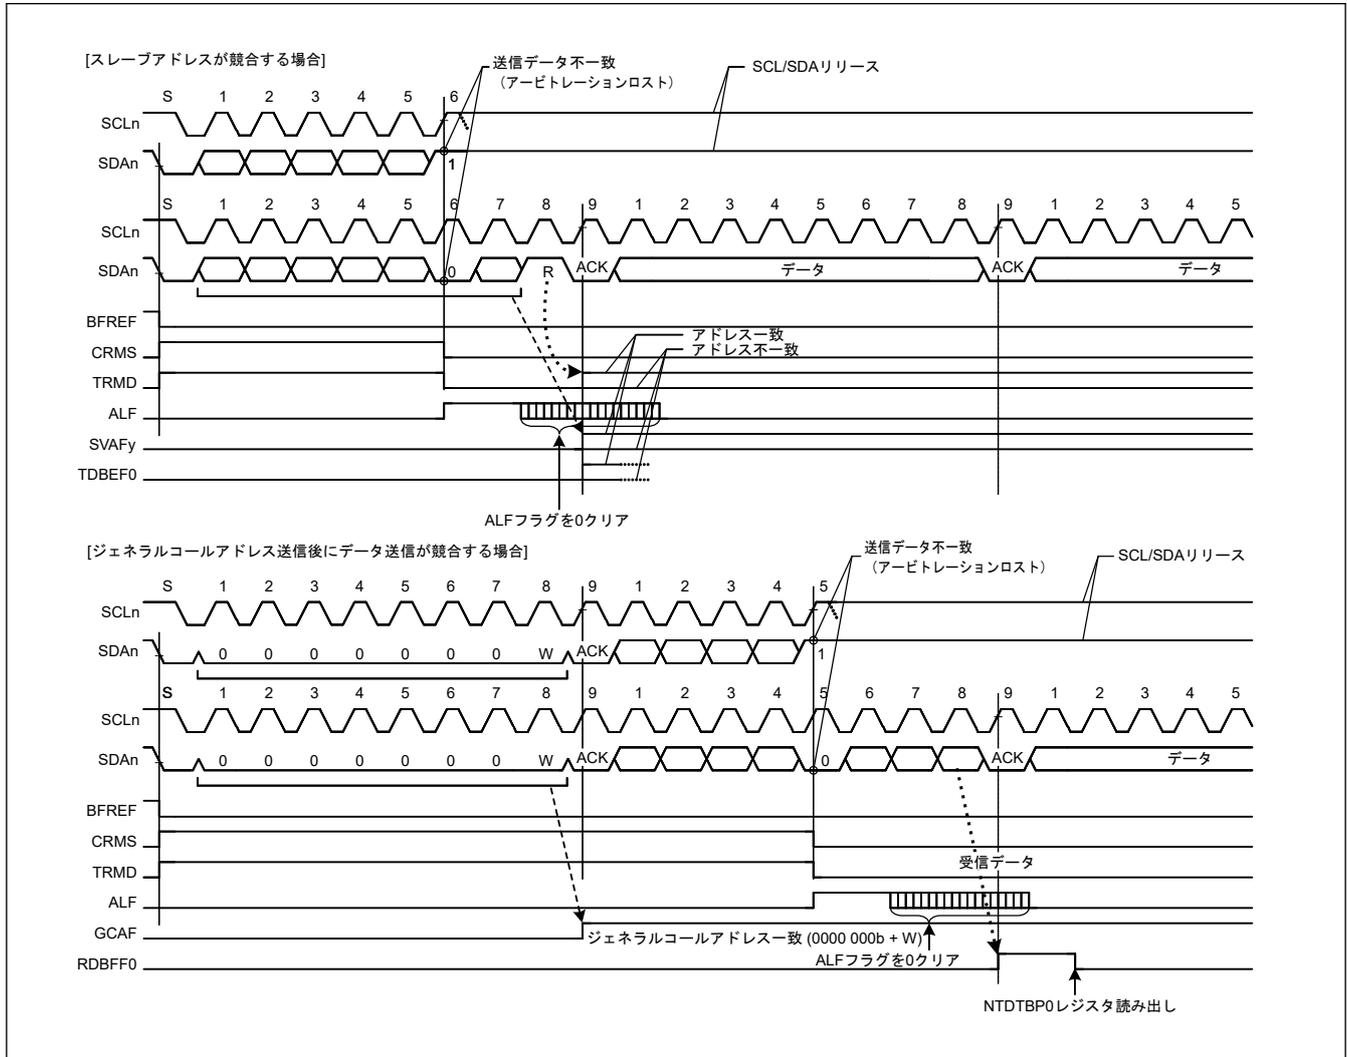 [スレーブアドレスが競合する場合]
送信データ不一致
（アービトレーションロスト）
SCL/SDAリリース
S 1 2 3 4 5 6
SCLn
SDAn
1
S 1 2 3 4 5 6 7 8 9 1 2 3 4 5 6 7 8 9 1 2 3 4 5
SCLn
SDAn
0 R ACK データ ACK データ
BFREF
アドレス一致
CRMS
アドレス不一致
TRMD
ALF
SVAFy
TDBEF0
ALFフラグを0クリア
[ジェネラルコールアドレス送信後にデータ送信が競合する場合]
送信データ不一致
（アービトレーションロスト）
SCL/SDAリリース
S 1 2 3 4 5 6 7 8 9 1 2 3 4 5
SCLn
SDAn
0 0 0 0 0 0 0 W ACK 1
S 1 2 3 4 5 6 7 8 9 1 2 3 4 5 6 7 8 9 1 2 3 4 5
SCLn
SDAn
0 0 0 0 0 0 0 W ACK 0 ACK データ
BFREF
CRMS
TRMD
受信データ
ALF
GCAF
ジェネラルコールアドレス一致 (0000 000b + W)
ALFフラグを0クリア
RDBFF0
NTDTBP0レジスタ読み出し